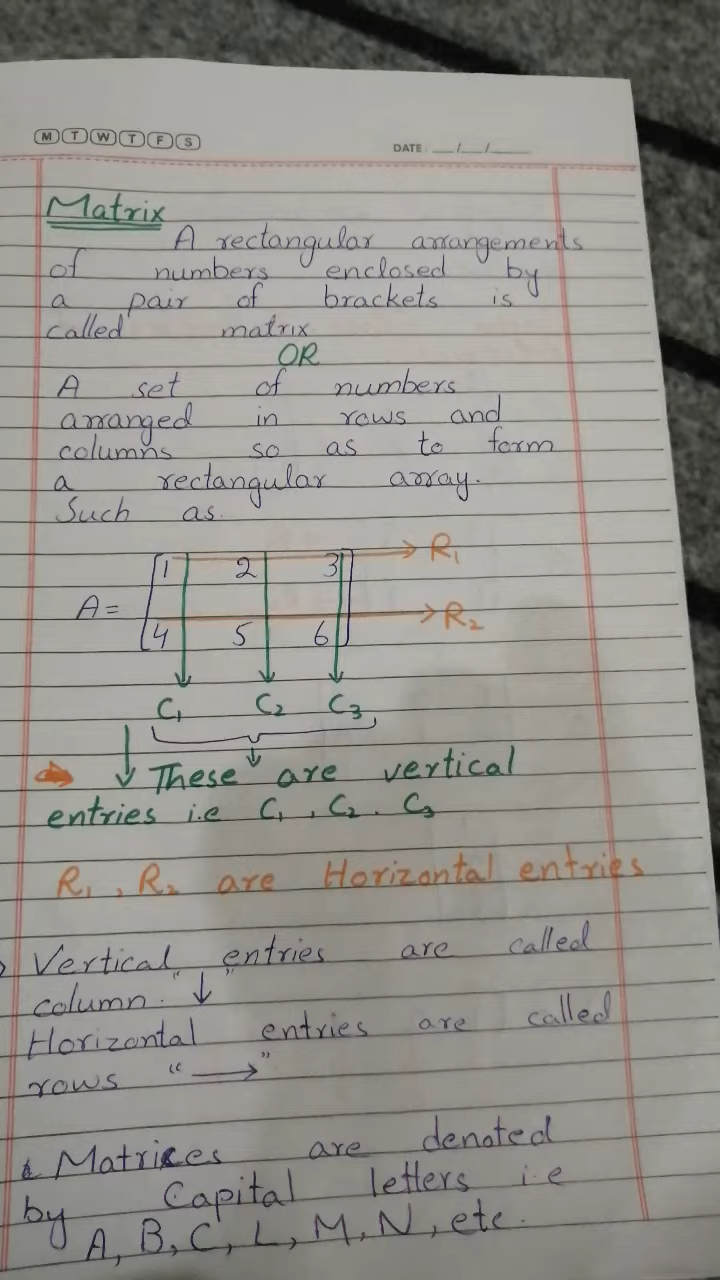 M T W T F S
DATE: __/__/____
Matrix
A rectangular arrangements
of numbers enclosed by
a pair of brackets is
called matrix.
OR
A set of numbers
arranged in rows and
columns so as to form
a rectangular array.
Such as.
1 2 3 → R₁
A =
4 5 6 → R₂
C₁ C₂ C₃
These are vertical
entries i.e C₁, C₂. C₃
R₁, R₂ are Horizontal entries
Vertical entries are called
column. "↓"
Horizontal entries are called
rows "→"
Matrices are denoted
by Capital letters i.e
A, B, C, L, M, N, etc.